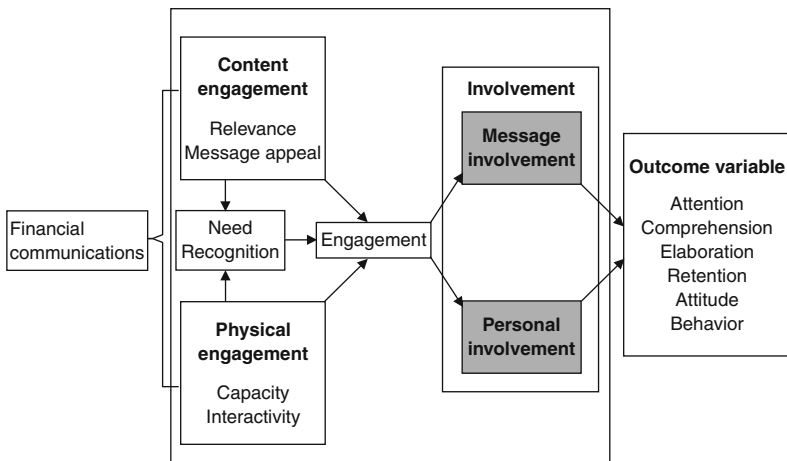 Financial
communications
Content
engagement
Relevance
Message appeal
Need
Recognition
Physical
engagement
Capacity
Interactivity
Engagement
Involvement
Message
involvement
Personal
involvement
Outcome variable
Attention
Comprehension
Elaboration
Retention
Attitude
Behavior